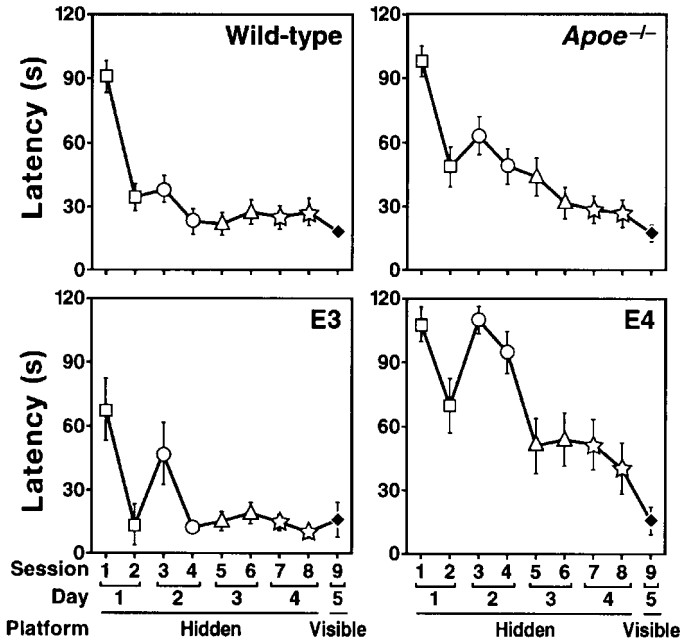 Wild-type
Apoe–/–
Latency (s)
120
90
60
30
0
120
90
60
30
0
E3
E4
Latency (s)
120
90
60
30
0
120
90
60
30
0
Session 1 2 3 4 5 6 7 8 9 1 2 3 4 5 6 7 8 9
Day 1 2 3 4 5 1 2 3 4 5
Platform Hidden Visible Hidden Visible